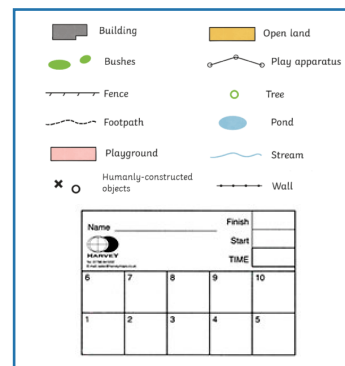 Building
Open land
Bushes
Play apparatus
Fence
Tree
Footpath
Pond
Playground
Stream
Humanly-constructed
objects
Wall
Name
Finish
Start
TIME
HARVEY
6 7 8 9 10
1 2 3 4 5